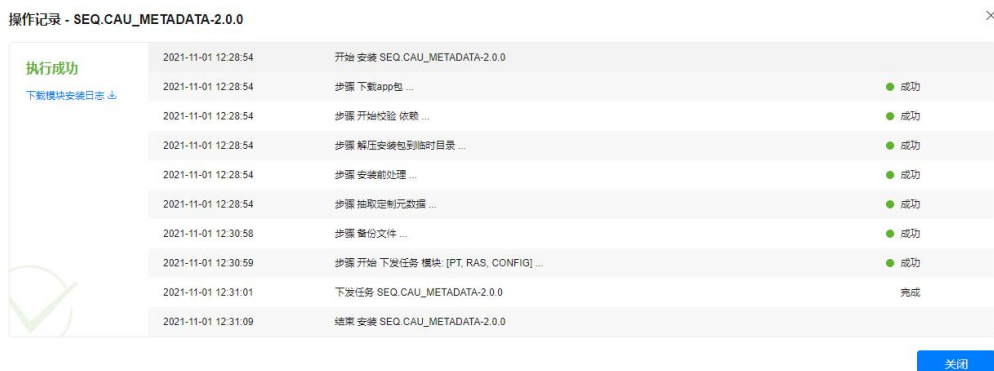 操作记录 - SEQ.CAU_METADATA-2.0.0
执行成功
下载模块安装日志
2021-11-01 12:28:54 开始 安装 SEQ.CAU_METADATA-2.0.0
2021-11-01 12:28:54 步骤 下载app包 ... 成功
2021-11-01 12:28:54 步骤 开始校验 依赖 ... 成功
2021-11-01 12:28:54 步骤 解压安装包到临时目录 ... 成功
2021-11-01 12:28:54 步骤 安装前处理 ... 成功
2021-11-01 12:28:54 步骤 抽取定制元数据 ... 成功
2021-11-01 12:30:58 步骤 备份文件 ... 成功
2021-11-01 12:30:59 步骤 开始 下发任务 模块: [PT, RAS, CONFIG] ... 成功
2021-11-01 12:31:01 下发任务 SEQ.CAU_METADATA-2.0.0 完成
2021-11-01 12:31:09 结束 安装 SEQ.CAU_METADATA-2.0.0
关闭